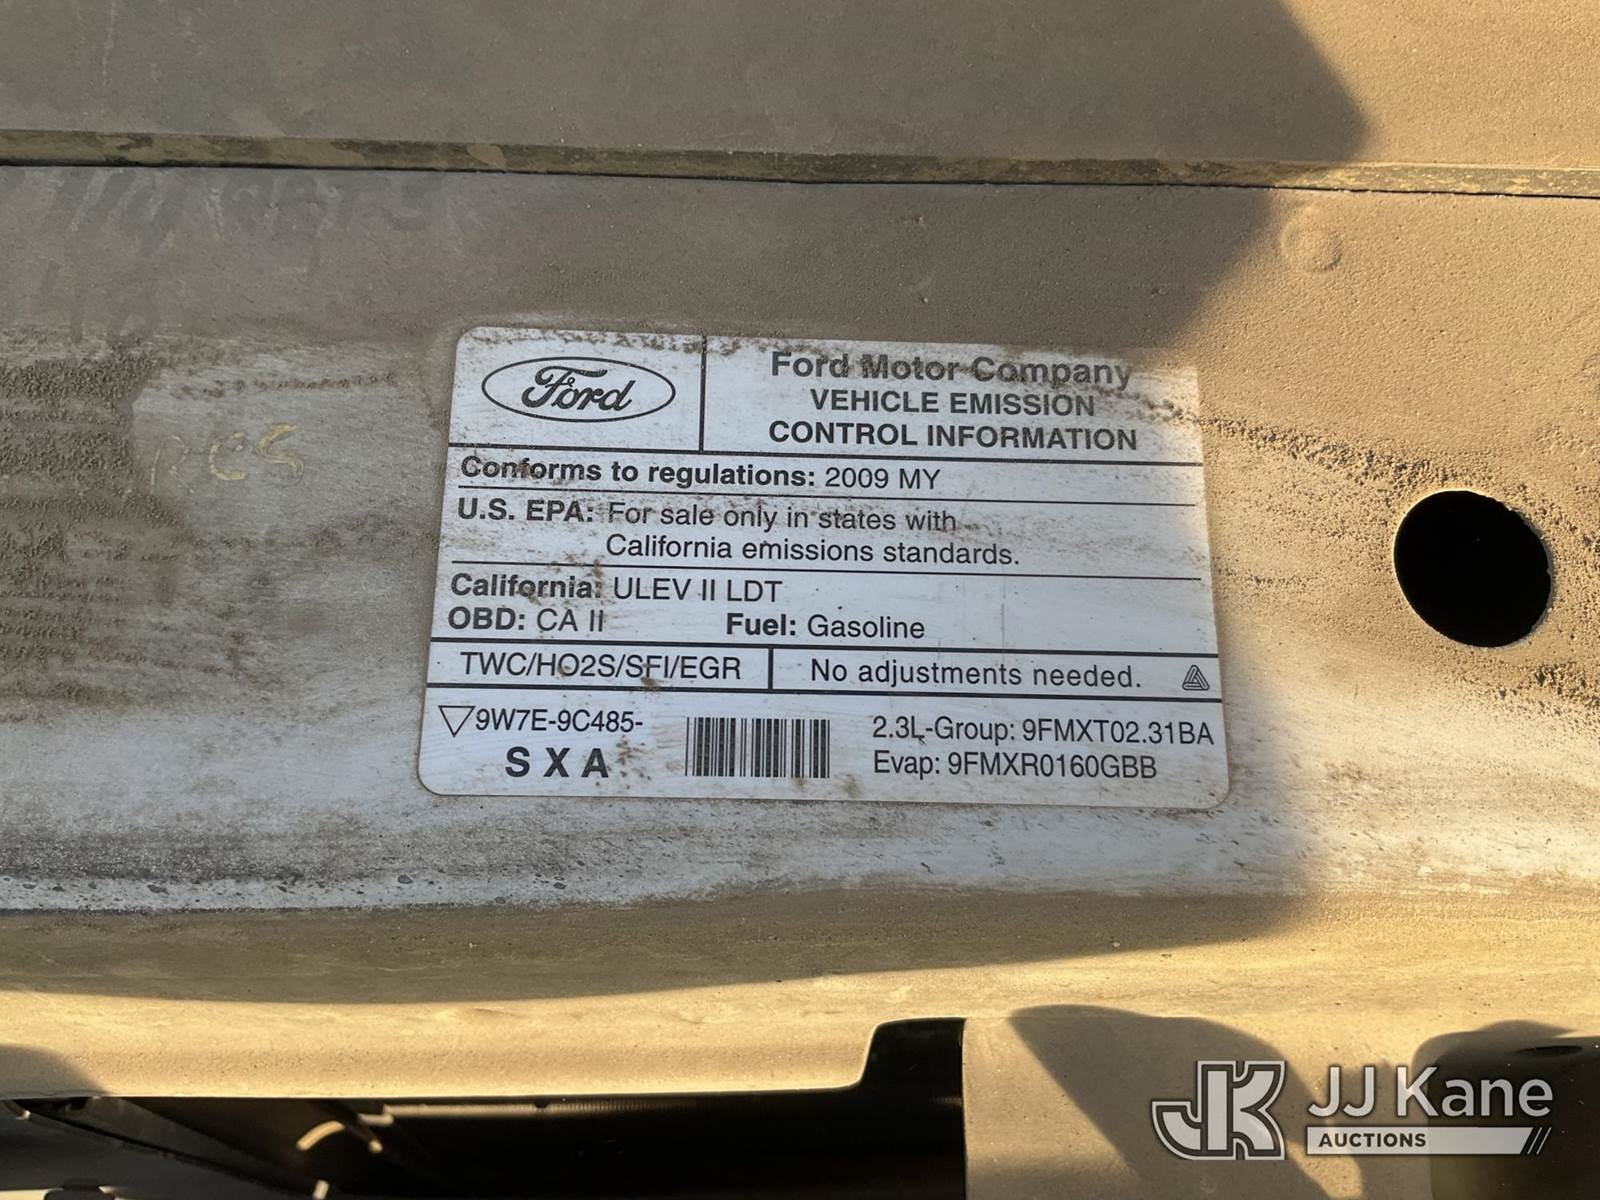 Ford
Ford Motor Company
VEHICLE EMISSION
CONTROL INFORMATION
Conforms to regulations: 2009 MY
U.S. EPA: For sale only in states with
California emissions standards.
California: ULEV II LDT
OBD: CA II Fuel: Gasoline
TWC/HO2S/SFI/EGR No adjustments needed.
9W7E-9C485-
SXA
2.3L-Group: 9FMXT02.31BA
Evap: 9FMXR0160GBB
JK JJ Kane
AUCTIONS